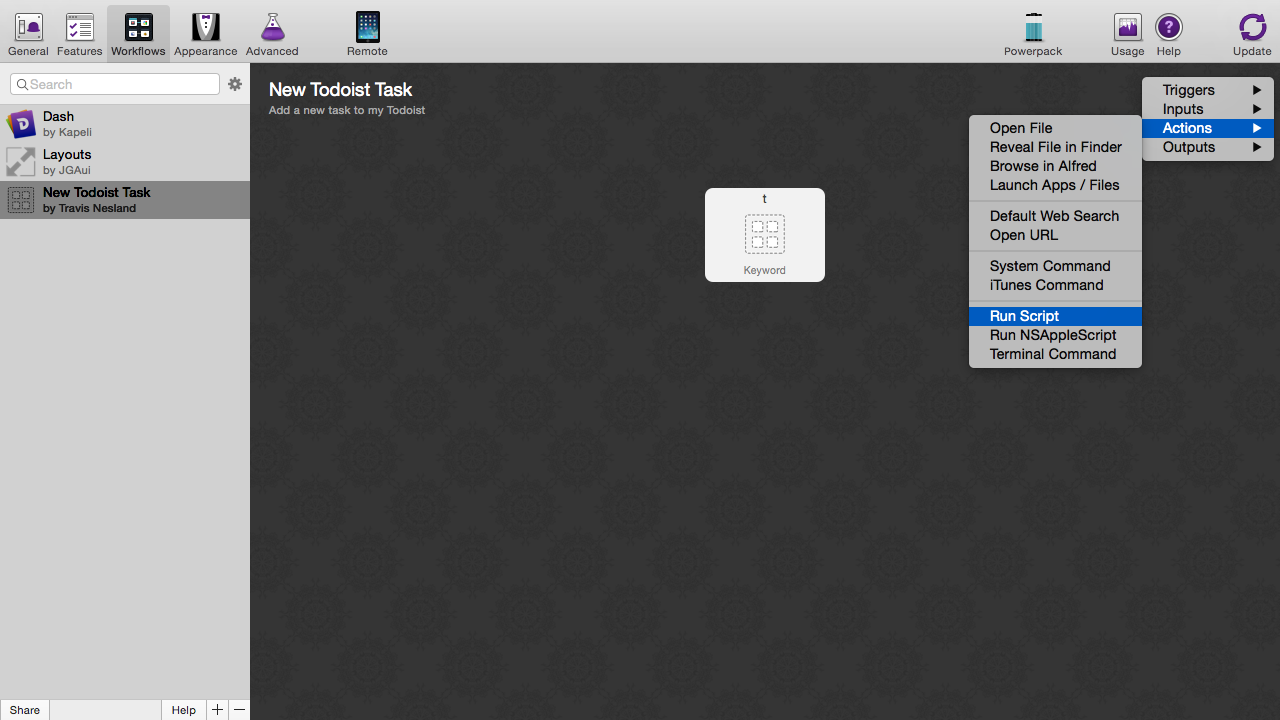 General Features Workflows Appearance Advanced Remote Powerpack Usage Help Update
Search
Dash
by Kapeli
Layouts
by JGAui
New Todoist Task
by Travis Nesland
Share Help
New Todoist Task
Add a new task to my Todoist
t
Keyword
Triggers
Inputs
Actions
Outputs
Open File
Reveal File in Finder
Browse in Alfred
Launch Apps / Files
Default Web Search
Open URL
System Command
iTunes Command
Run Script
Run NSAppleScript
Terminal Command